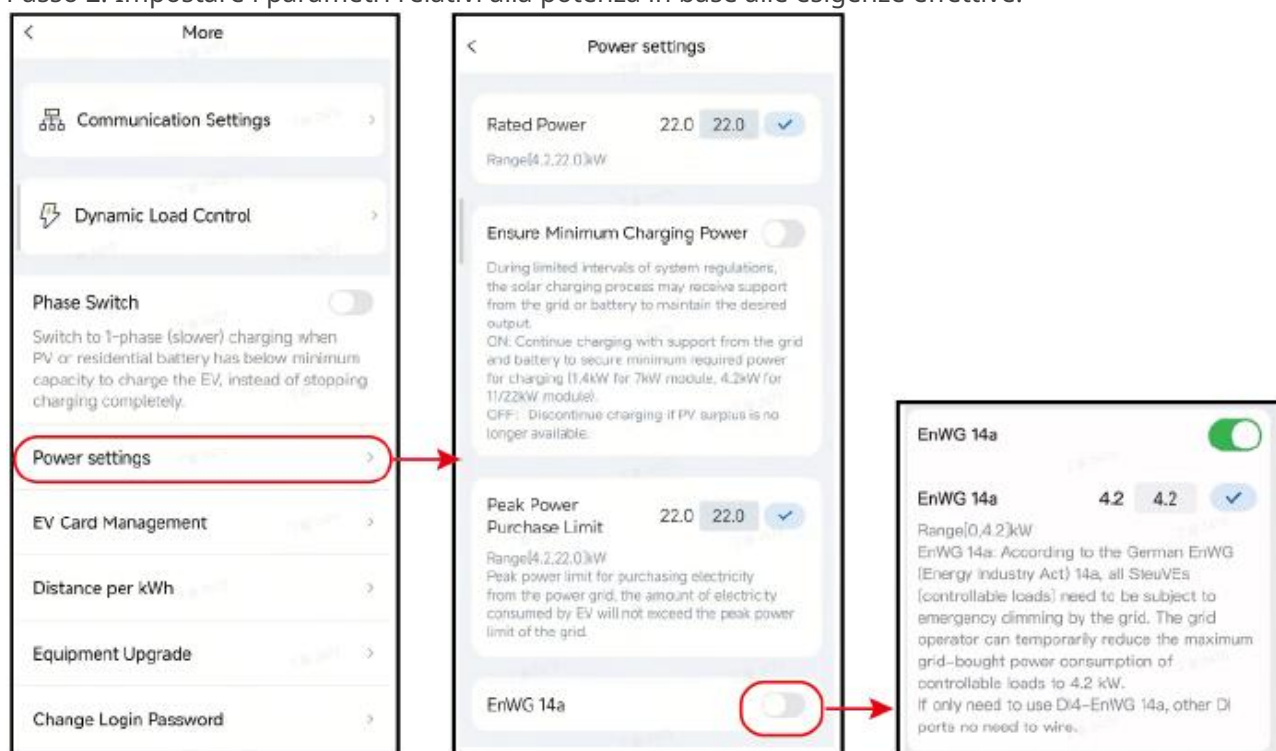 Passo 2: Impostare i parametri relativi alla potenza in base alle esigenze effettive.
More
Communication Settings
Dynamic Load Control
Phase Switch
Switch to 1-phase (slower) charging when
PV or residential battery has below minimum
capacity to charge the EV, instead of stopping
charging completely.
Power settings
EV Card Management
Distance per kWh
Equipment Upgrade
Change Login Password
Power settings
Rated Power 22.0 22.0
Range[4.2,22.0]kW
Ensure Minimum Charging Power
During limited intervals of system regulations,
the solar charging process may receive support
from the grid or battery to maintain the desired
output.
ON: Continue charging with support from the grid
and battery to secure minimum required power
for charging (1.4kW for 7kW module, 4.2kW for
11/22kW module).
OFF: Discontinue charging if PV surplus is no
longer available.
Peak Power
Purchase Limit 22.0 22.0
Range[4.2,22.0]kW
Peak power limit for purchasing electricity
from the power grid, the amount of electricity
consumed by EV will not exceed the peak power
limit of the grid.
EnWG 14a
EnWG 14a
EnWG 14a 4.2 4.2
Range[0,4.2]kW
EnWG 14a: According to the German EnWG
(Energy Industry Act) 14a, all SteuVEs
(controllable loads) need to be subject to
emergency dimming by the grid. The grid
operator can temporarily reduce the maximum
grid-bought power consumption of
controllable loads to 4.2 kW.
If only need to use DI4-EnWG 14a, other DI
ports no need to wire.